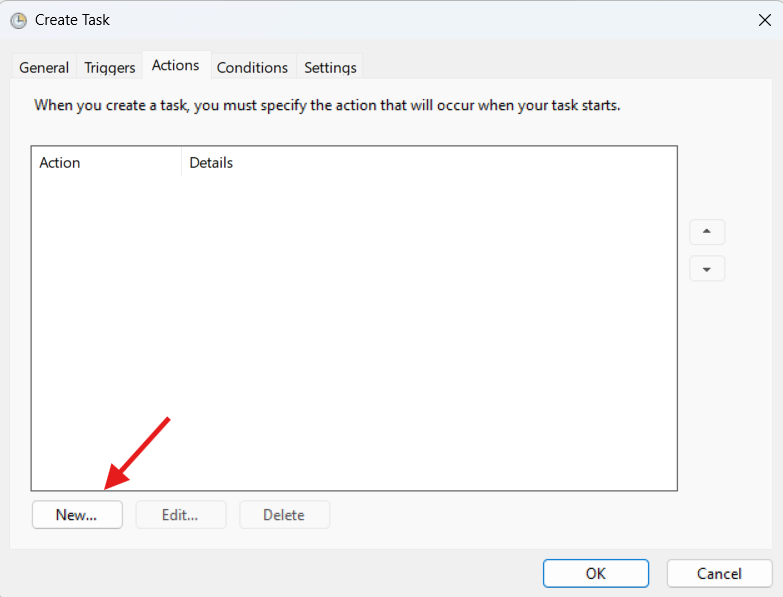 Create Task
General Triggers Actions Conditions Settings
When you create a task, you must specify the action that will occur when your task starts.
Action Details
New... Edit... Delete
OK Cancel